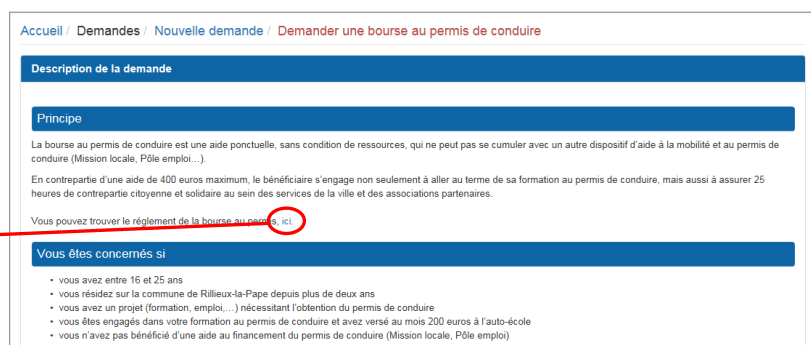 Accueil / Demandes / Nouvelle demande / Demander une bourse au permis de conduire
Description de la demande
Principe
La bourse au permis de conduire est une aide ponctuelle, sans condition de ressources, qui ne peut pas se cumuler avec un autre dispositif d'aide à la mobilité et au permis de
conduire (Mission locale, Pôle emploi…).
En contrepartie d'une aide de 400 euros maximum, le bénéficiaire s'engage non seulement à aller au terme de sa formation au permis de conduire, mais aussi à assurer 25
heures de contrepartie citoyenne et solidaire au sein des services de la ville et des associations partenaires.
Vous pouvez trouver le réglement de la bourse au permis, ici.
Vous êtes concernés si
• vous avez entre 16 et 25 ans
• vous résidez sur la commune de Rillieux-la-Pape depuis plus de deux ans
• vous avez un projet (formation, emploi,…) nécessitant l'obtention du permis de conduire
• vous êtes engagés dans votre formation au permis de conduire et avez versé au mois 200 euros à l'auto-école
• vous n'avez pas bénéficié d'une aide au financement du permis de conduire (Mission locale, Pôle emploi)